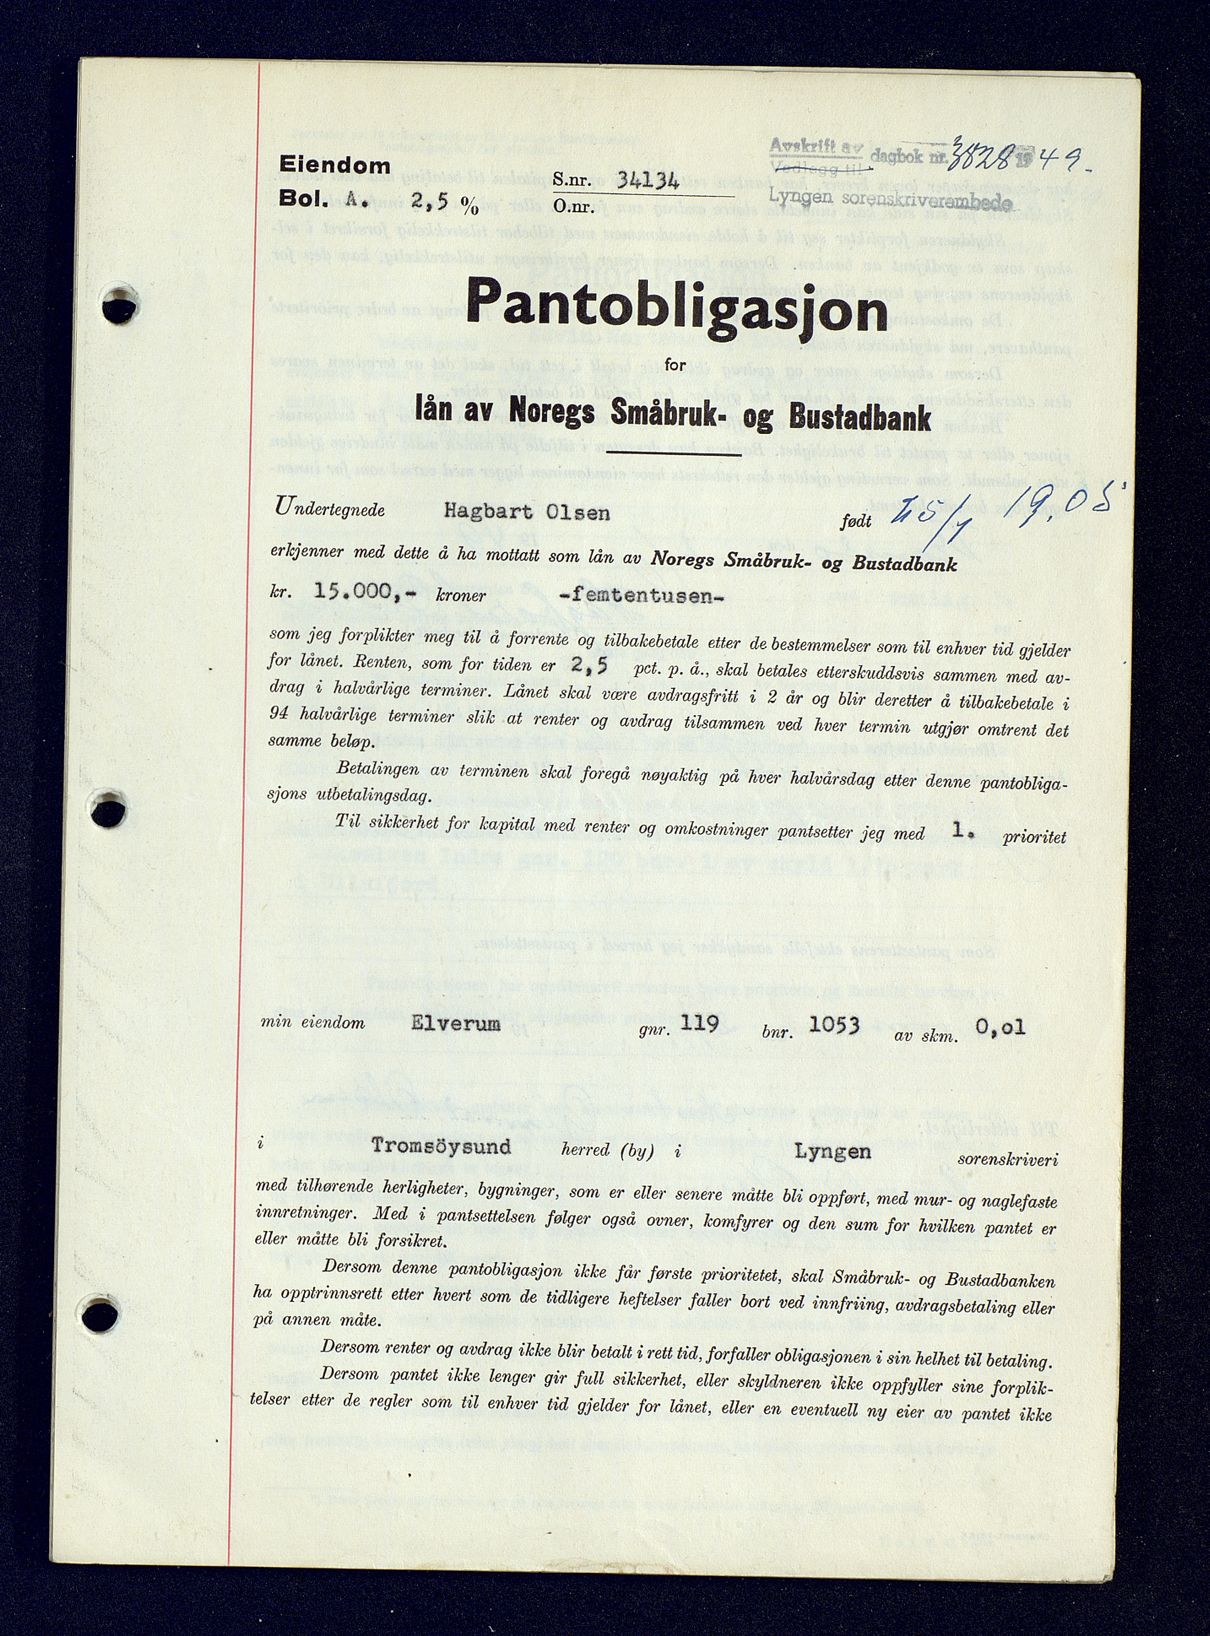 Eiendom
Bol. A. 2,5 %
S.nr. 34134
O.nr.
Avskrift av
Vedlegg til
dagbok nr. 3828 1949.
Lyngen sorenskriverembede
Pantobligasjon
for
lån av Noregs Småbruk- og Bustadbank
Undertegnede Hagbart Olsen født 19.05
erkjenner med dette å ha mottatt som lån av Noregs Småbruk- og Bustadbank
kr. 15.000,- kroner -femtentusen-
som jeg forplikter meg til å forrente og tilbakebetale etter de bestemmelser som til enhver tid gjelder
for lånet. Renten, som for tiden er 2,5 pct. p. å., skal betales etterskuddsvis sammen med av-
drag i halvårlige terminer. Lånet skal være avdragsfritt i 2 år og blir deretter å tilbakebetale i
94 halvårlige terminer slik at renter og avdrag tilsammen ved hver termin utgjør omtrent det
samme beløp.
Betalingen av terminen skal foregå nøyaktig på hver halvårsdag etter denne pantobliga-
sjons utbetalingsdag.
Til sikkerhet for kapital med renter og omkostninger pantsetter jeg med 1. prioritet
min eiendom Elverum gnr. 119 bnr. 1053 av skm. 0,01
i Tromsöysund herred (by) i Lyngen sorenskriveri
med tilhørende herligheter, bygninger, som er eller senere måtte bli oppført, med mur- og naglefaste
innretninger. Med i pantsettelsen følger også ovner, komfyrer og den sum for hvilken pantet er
eller måtte bli forsikret.
Dersom denne pantobligasjon ikke får første prioritetet, skal Småbruk- og Bustadbanken
ha opptrinnsrett etter hvert som de tidligere heftelser faller bort ved innfriing, avdragsbetaling eller
på annen måte.
Dersom renter og avdrag ikke blir betalt i rett tid, forfaller obligasjonen i sin helhet til betaling.
Dersom pantet ikke lenger gir full sikkerhet, eller skyldneren ikke oppfyller sine forplik-
telser etter de regler som til enhver tid gjelder for lånet, eller en eventuell ny eier av pantet ikke